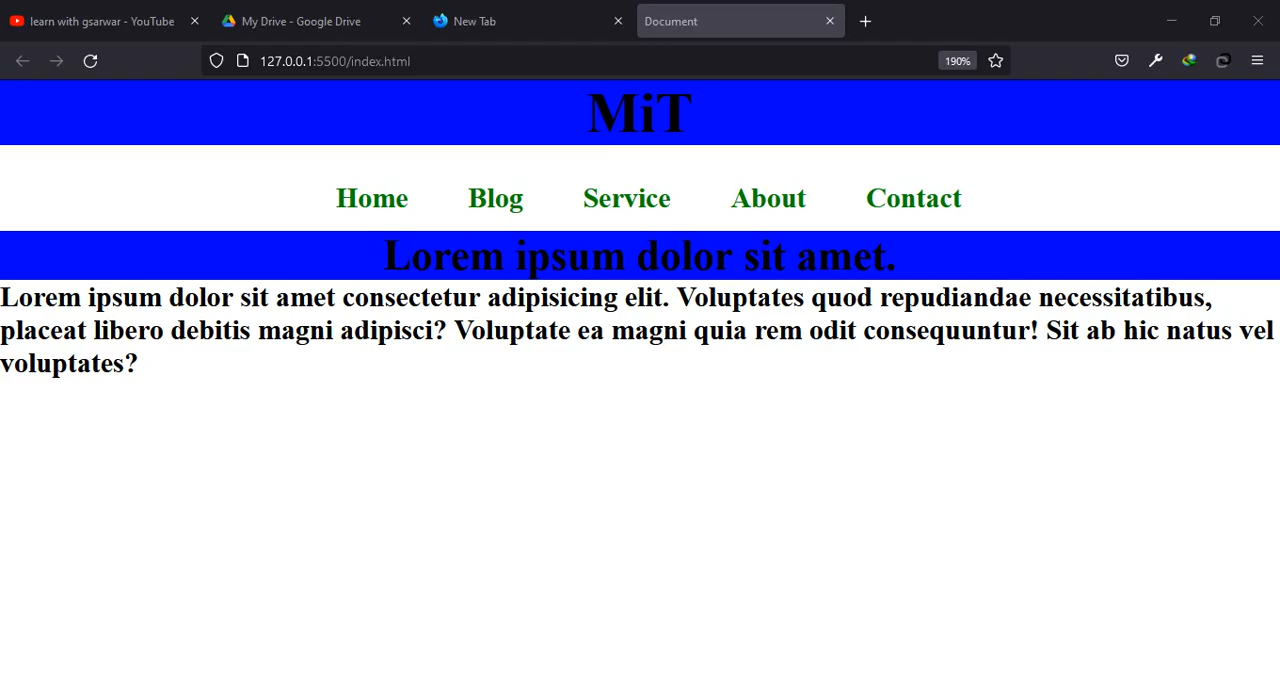 learn with gsarwar - YouTube
My Drive - Google Drive
New Tab
Document
127.0.0.1:5500/index.html
190%
MiT
Home Blog Service About Contact
Lorem ipsum dolor sit amet.
Lorem ipsum dolor sit amet consectetur adipisicing elit. Voluptates quod repudiandae necessitatibus,
placeat libero debitis magni adipisci? Voluptate ea magni quia rem odit consequuntur! Sit ab hic natus vel
voluptates?